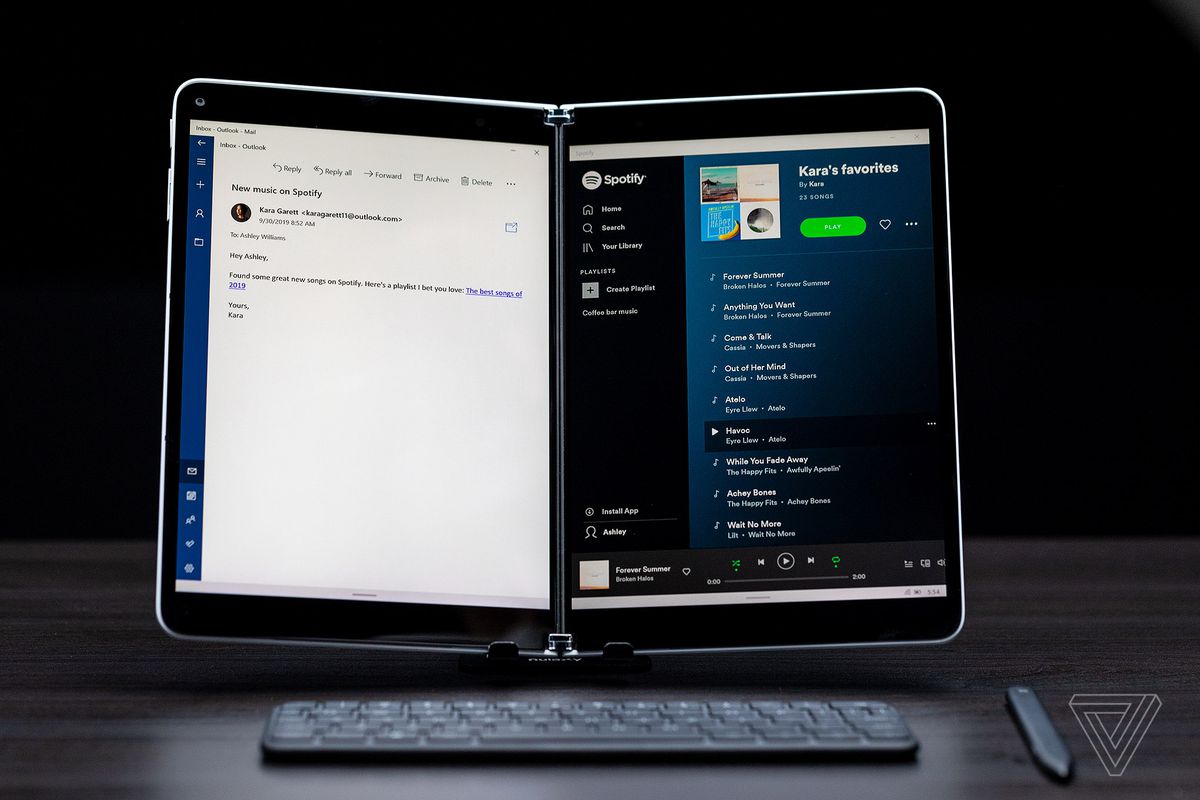 Inbox - Outlook - Mail
Inbox - Outlook
Reply
Reply all
Forward
Archive
Delete
New music on Spotify
Kara Garett <karagarett11@outlook.com>
9/30/2019 8:52 AM
To: Ashley Williams
Hey Ashley,
Found some great new songs on Spotify. Here's a playlist I bet you love: The best songs of
2019
Yours,
Kara
Spotify
Spotify
Home
Search
Your Library
PLAYLISTS
Create Playlist
Coffee bar music
Install App
Ashley
Kara's favorites
By Kara
23 SONGS
PLAY
Forever Summer
Broken Halos • Forever Summer
Anything You Want
Broken Halos • Forever Summer
Come & Talk
Cassia • Movers & Shapers
Out of Her Mind
Cassia • Movers & Shapers
Atelo
Eyre Llew • Atelo
Havoc
Eyre Llew • Atelo
While You Fade Away
The Happy Fits • Awfully Apeelin'
Achey Bones
The Happy Fits • Achey Bones
Wait No More
Lilt • Wait No More
Forever Summer
Broken Halos
0:00
2:00
5:54
nulaxy